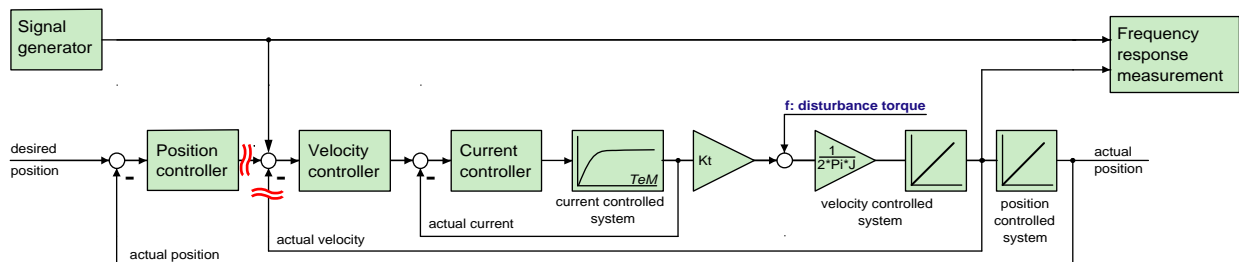 Signal
generator
Frequency
response
measurement
f: disturbance torque
desired
position
Position
controller
Velocity
controller
Current
controller
TeM
Kt
1
2*Pi*J
actual
position
-
-
-
current controlled
system
velocity controlled
system
position
controlled
system
actual current
actual velocity
actual position